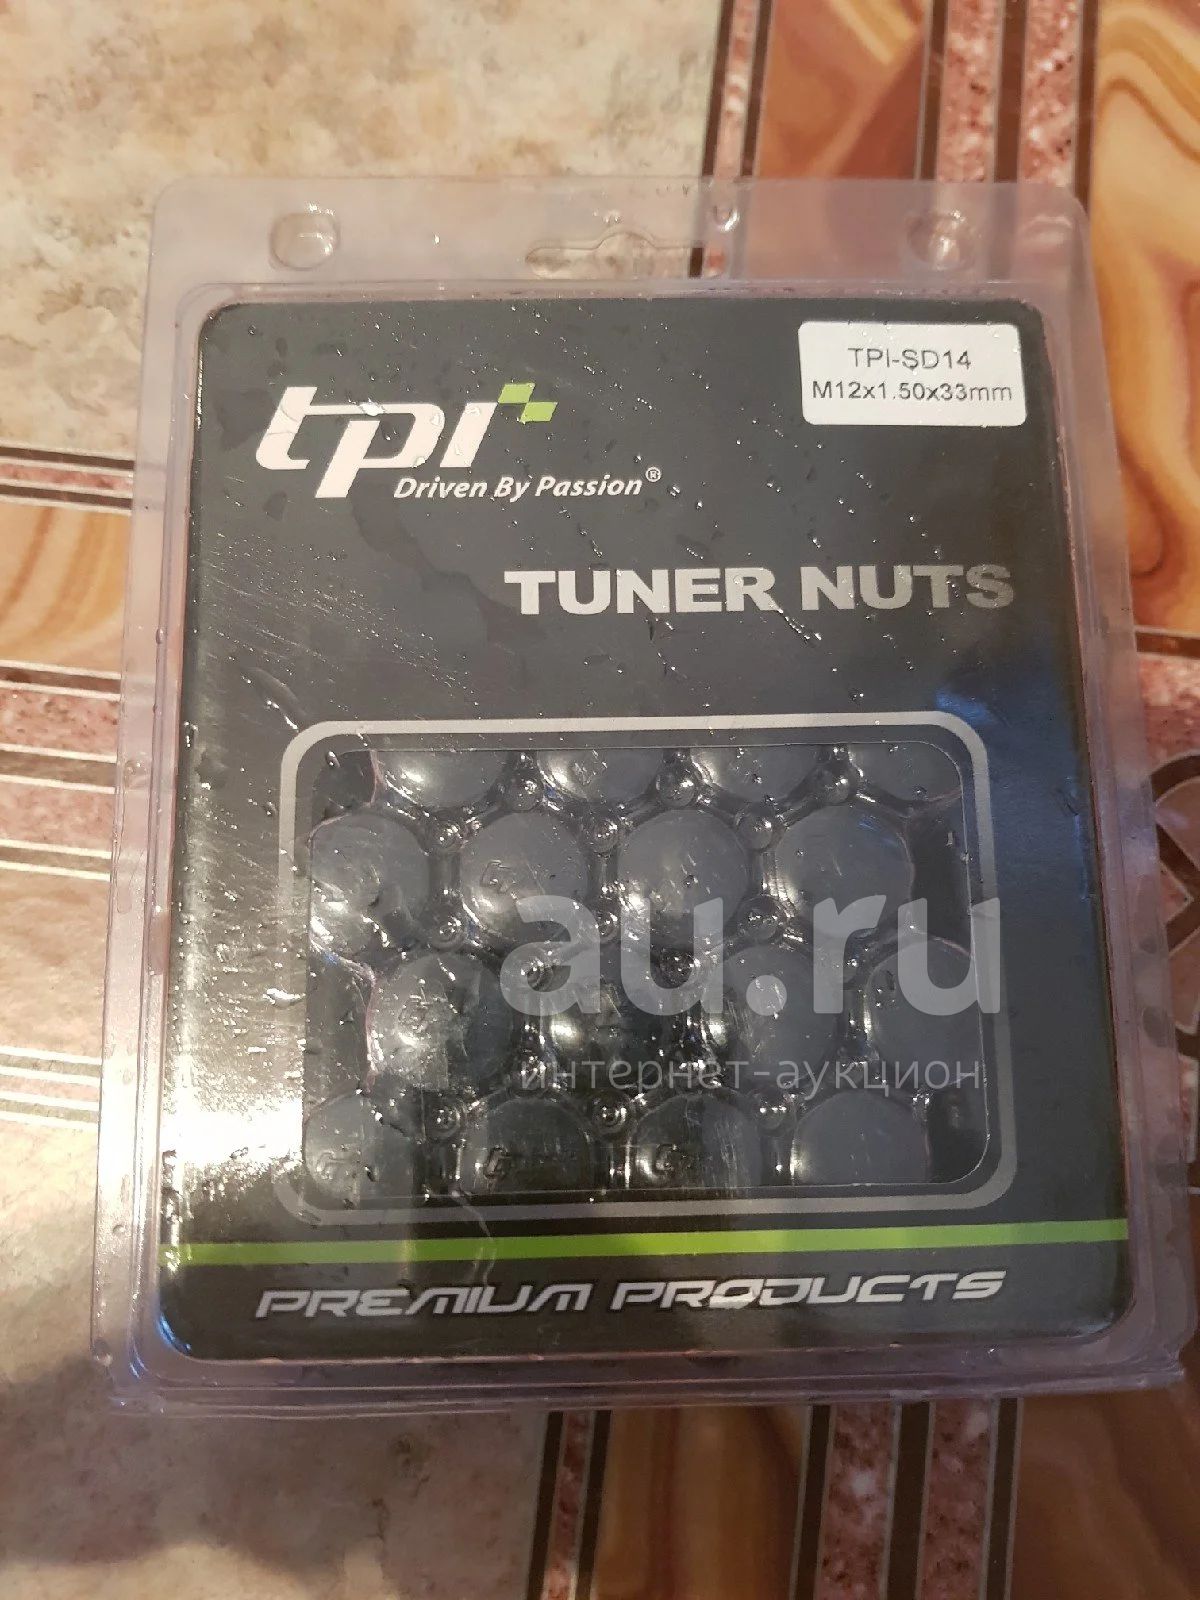 TPI-SD14
M12x1.50x33mm
tpi
Driven By Passion®
TUNER NUTS
au.ru
интернет-аукцион
PREMIUM PRODUCTS